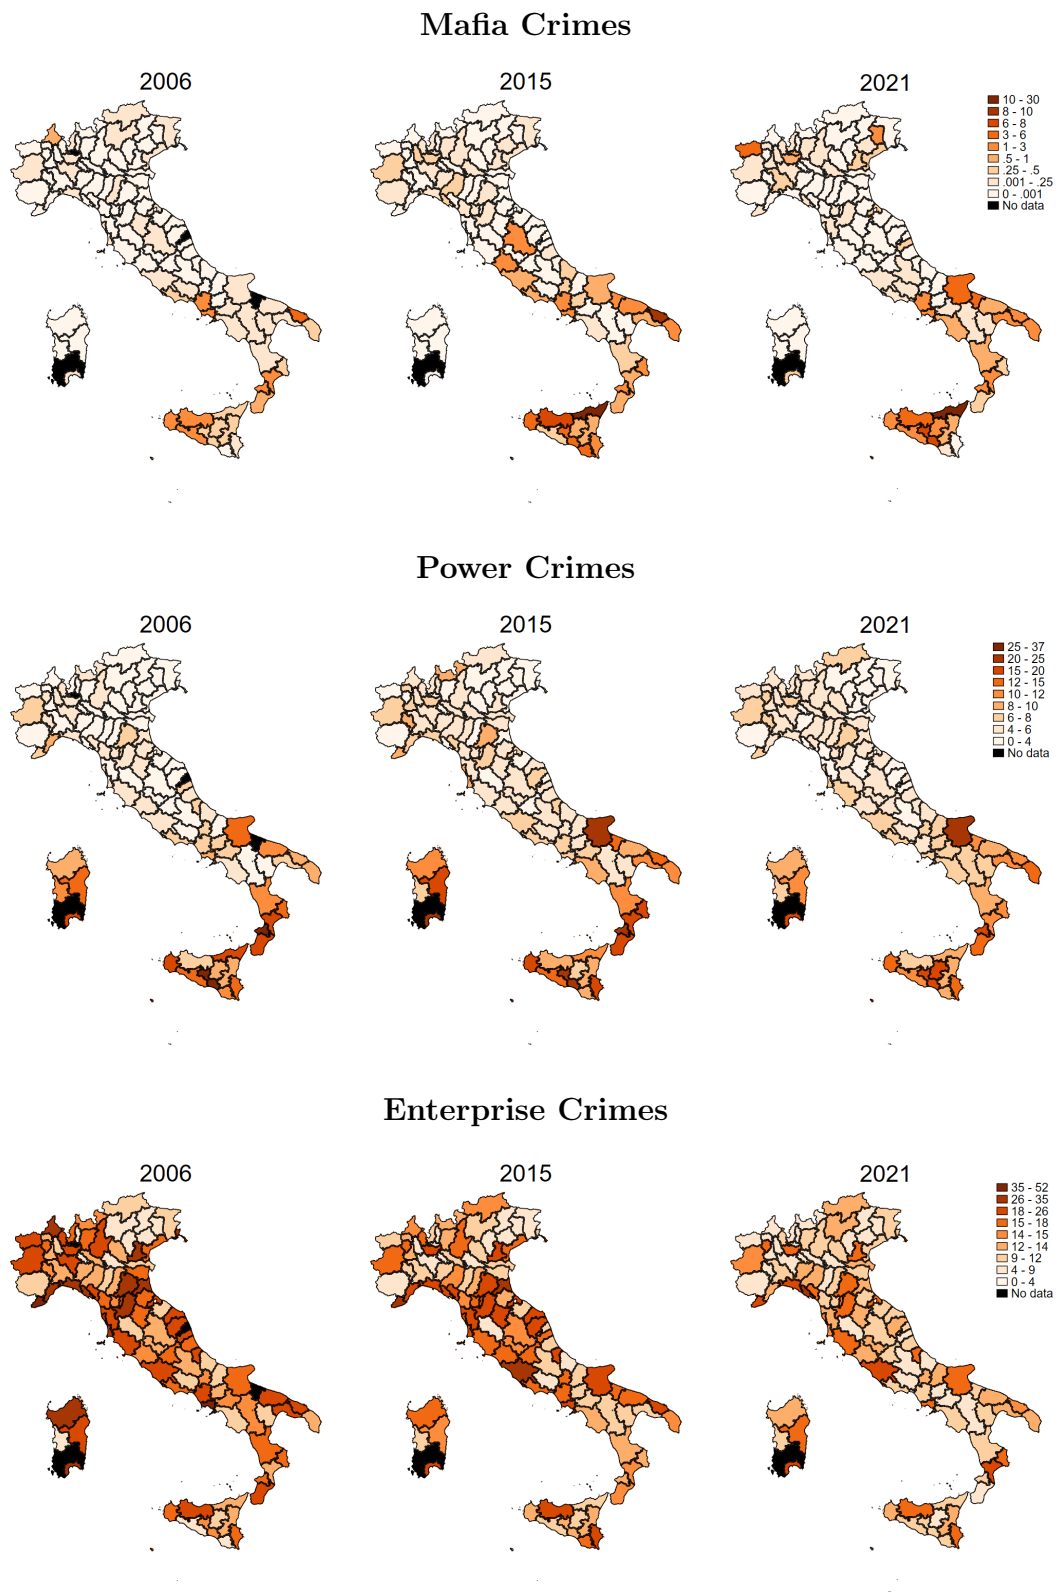 Mafia Crimes
2006
2015
2021
10 - 30
8 - 10
6 - 8
3 - 6
1 - 3
.5 - 1
.25 - .5
.001 - .25
0 - .001
No data
Power Crimes
2006
2015
2021
25 - 37
20 - 25
15 - 20
12 - 15
10 - 12
8 - 10
6 - 8
4 - 6
0 - 4
No data
Enterprise Crimes
2006
2015
2021
35 - 52
26 - 35
18 - 26
15 - 18
14 - 15
12 - 14
9 - 12
4 - 9
0 - 4
No data